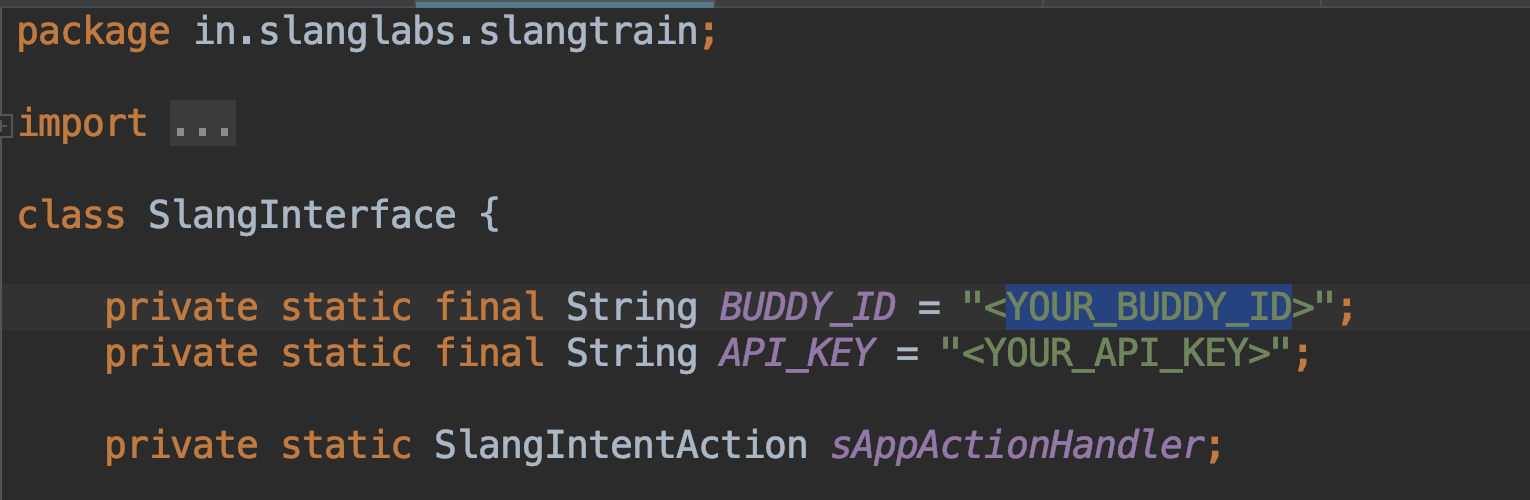 package in.slanglabs.slangtrain;
import ...
class SlangInterface {
private static final String BUDDY_ID = "<YOUR_BUDDY_ID>";
private static final String API_KEY = "<YOUR_API_KEY>";
private static SlangIntentAction sAppActionHandler;